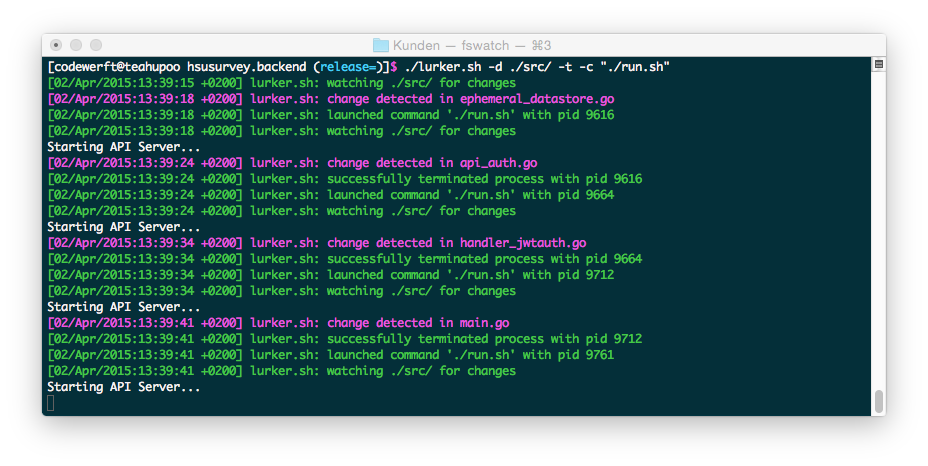 Kunden — fswatch — ⌘3
[codewerft@teahupoo hsusurvey.backend (release=)]$ ./lurker.sh -d ./src/ -t -c "./run.sh"
[02/Apr/2015:13:39:15 +0200] lurker.sh: watching ./src/ for changes
[02/Apr/2015:13:39:18 +0200] lurker.sh: change detected in ephemeral_datastore.go
[02/Apr/2015:13:39:18 +0200] lurker.sh: launched command './run.sh' with pid 9616
[02/Apr/2015:13:39:18 +0200] lurker.sh: watching ./src/ for changes
Starting API Server...
[02/Apr/2015:13:39:24 +0200] lurker.sh: change detected in api_auth.go
[02/Apr/2015:13:39:24 +0200] lurker.sh: successfully terminated process with pid 9616
[02/Apr/2015:13:39:24 +0200] lurker.sh: launched command './run.sh' with pid 9664
[02/Apr/2015:13:39:24 +0200] lurker.sh: watching ./src/ for changes
Starting API Server...
[02/Apr/2015:13:39:34 +0200] lurker.sh: change detected in handler_jwtauth.go
[02/Apr/2015:13:39:34 +0200] lurker.sh: successfully terminated process with pid 9664
[02/Apr/2015:13:39:34 +0200] lurker.sh: launched command './run.sh' with pid 9712
[02/Apr/2015:13:39:34 +0200] lurker.sh: watching ./src/ for changes
Starting API Server...
[02/Apr/2015:13:39:41 +0200] lurker.sh: change detected in main.go
[02/Apr/2015:13:39:41 +0200] lurker.sh: successfully terminated process with pid 9712
[02/Apr/2015:13:39:41 +0200] lurker.sh: launched command './run.sh' with pid 9761
[02/Apr/2015:13:39:41 +0200] lurker.sh: watching ./src/ for changes
Starting API Server...